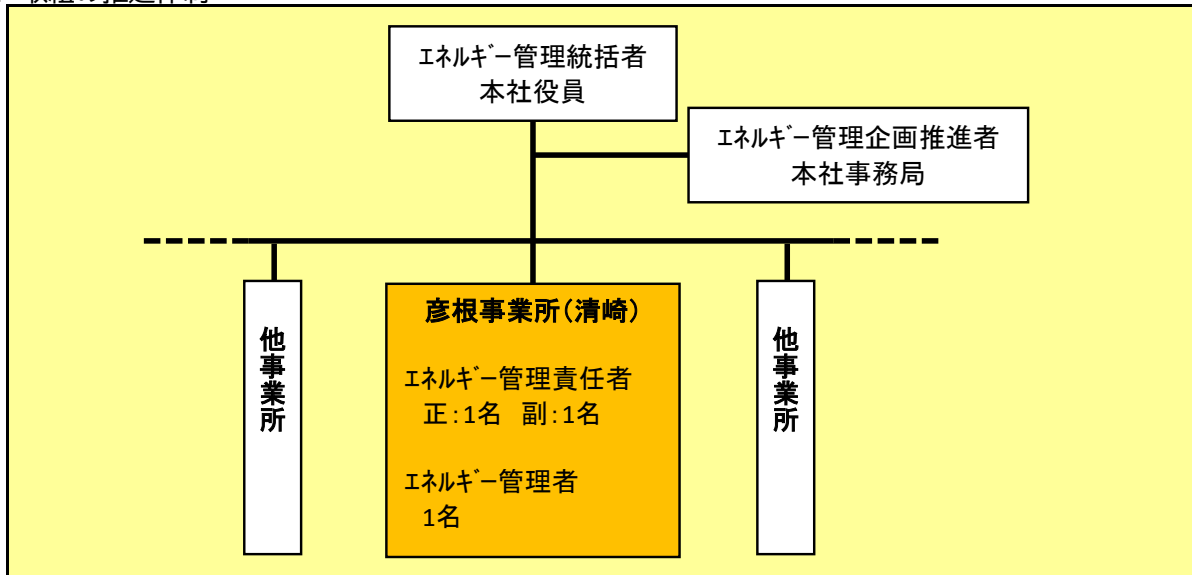 エネルギー管理統括者
本社役員
エネルギー管理企画推進者
本社事務局
他事業所
彦根事業所(清崎)
エネルギー管理責任者
正:1名 副:1名
エネルギー管理者
1名
他事業所